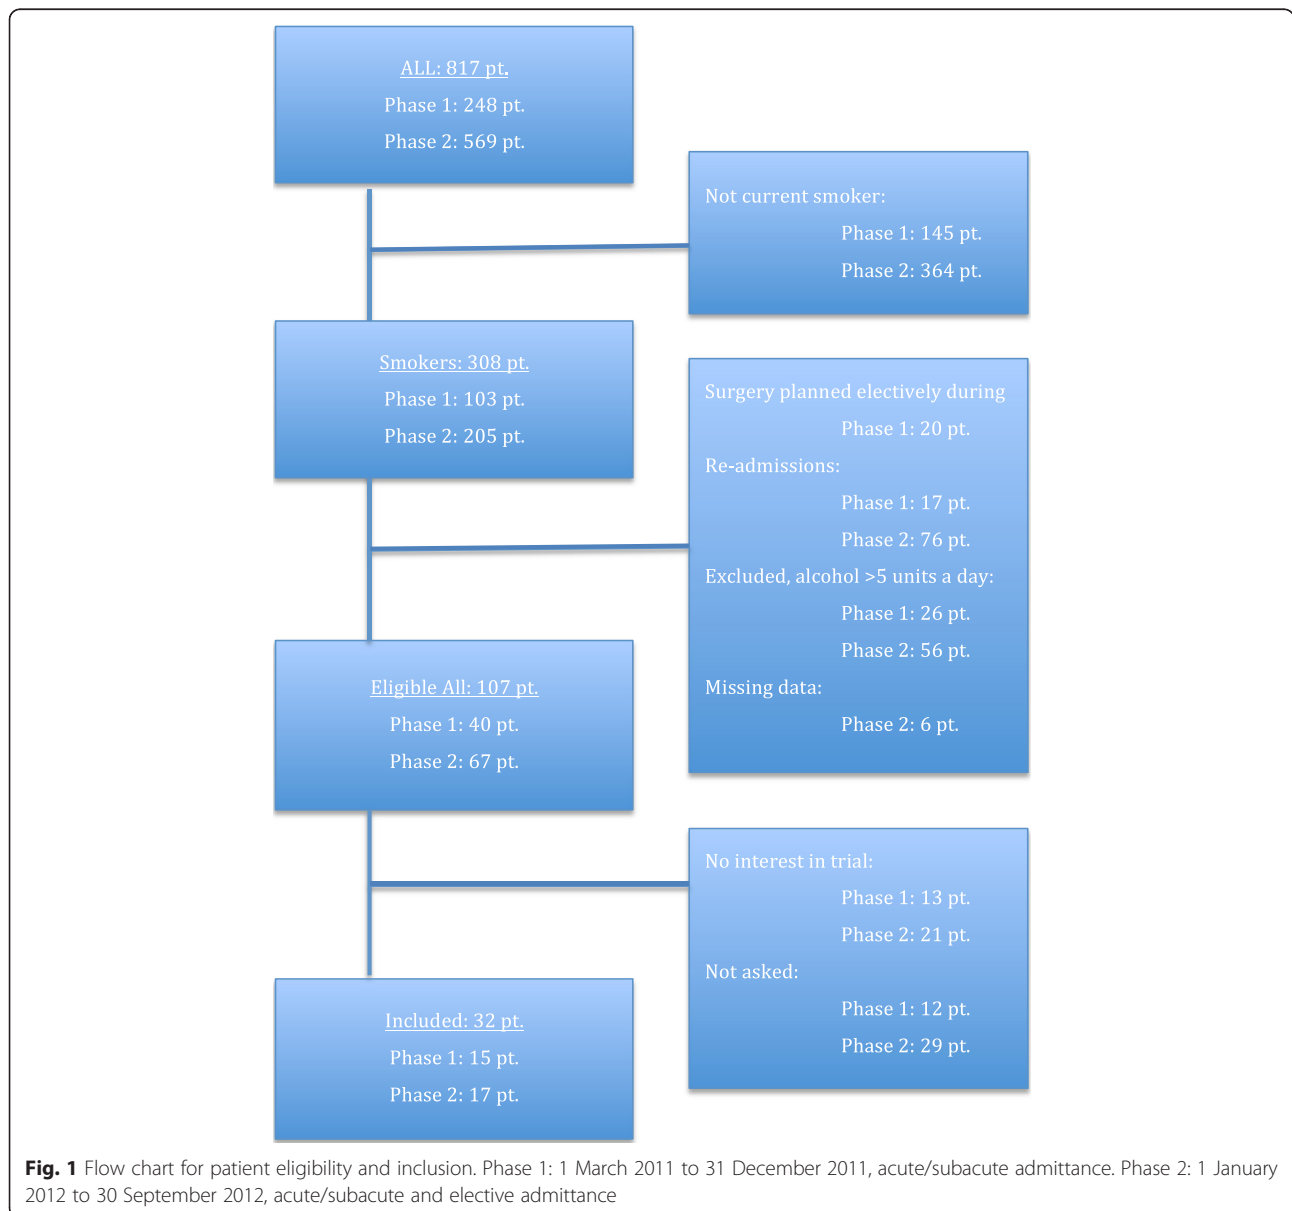 ALL: 817 pt.
Phase 1: 248 pt.
Phase 2: 569 pt.
Not current smoker:
Phase 1: 145 pt.
Phase 2: 364 pt.
Smokers: 308 pt.
Phase 1: 103 pt.
Phase 2: 205 pt.
Surgery planned electively during
Phase 1: 20 pt.
Re-admissions:
Phase 1: 17 pt.
Phase 2: 76 pt.
Excluded, alcohol >5 units a day:
Phase 1: 26 pt.
Phase 2: 56 pt.
Missing data:
Phase 2: 6 pt.
Eligible All: 107 pt.
Phase 1: 40 pt.
Phase 2: 67 pt.
No interest in trial:
Phase 1: 13 pt.
Phase 2: 21 pt.
Not asked:
Phase 1: 12 pt.
Phase 2: 29 pt.
Included: 32 pt.
Phase 1: 15 pt.
Phase 2: 17 pt.
Fig. 1 Flow chart for patient eligibility and inclusion. Phase 1: 1 March 2011 to 31 December 2011, acute/subacute admittance. Phase 2: 1 January
2012 to 30 September 2012, acute/subacute and elective admittance